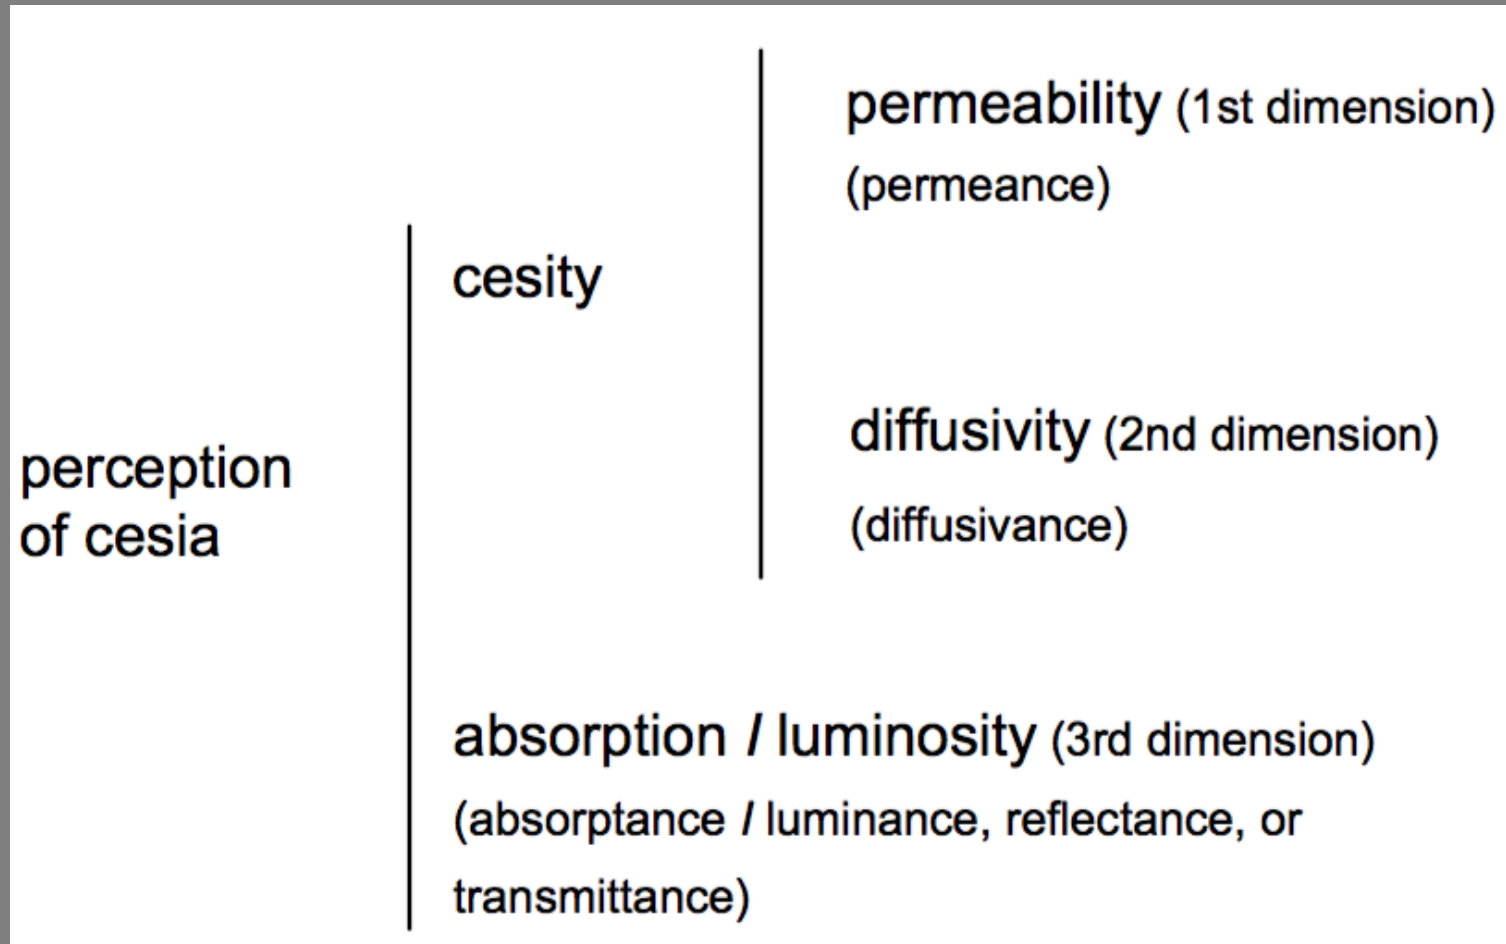 permeability (1st dimension)
(permeance)
cesity
diffusivity (2nd dimension)
(diffusivance)
perception
of cesia
absorption / luminosity (3rd dimension)
(absorptance / luminance, reflectance, or
transmittance)